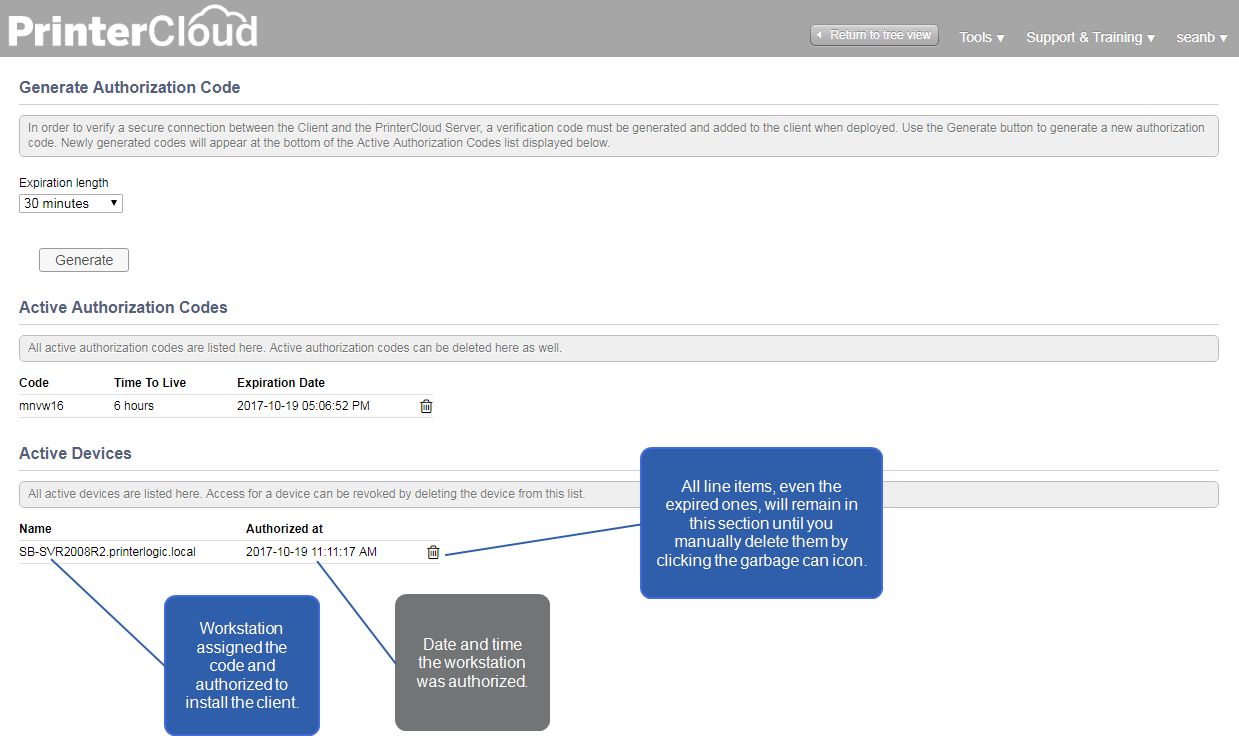 PrinterCloud
Return to tree view
Tools ▼
Support & Training ▼
seanb ▼
Generate Authorization Code
In order to verify a secure connection between the Client and the PrinterCloud Server, a verification code must be generated and added to the client when deployed. Use the Generate button to generate a new authorization
code. Newly generated codes will appear at the bottom of the Active Authorization Codes list displayed below.
Expiration length
30 minutes ▼
Generate
Active Authorization Codes
All active authorization codes are listed here. Active authorization codes can be deleted here as well.
Code Time To Live Expiration Date
mnvw16 6 hours 2017-10-19 05:06:52 PM
Active Devices
All active devices are listed here. Access for a device can be revoked by deleting the device from this list.
Name Authorized at
SB-SVR2008R2.printerlogic.local 2017-10-19 11:11:17 AM
All line items, even the
expired ones, will remain in
this section until you
manually delete them by
clicking the garbage can icon.
Workstation
assigned the
code and
authorized to
install the client.
Date and time
the workstation
was authorized.